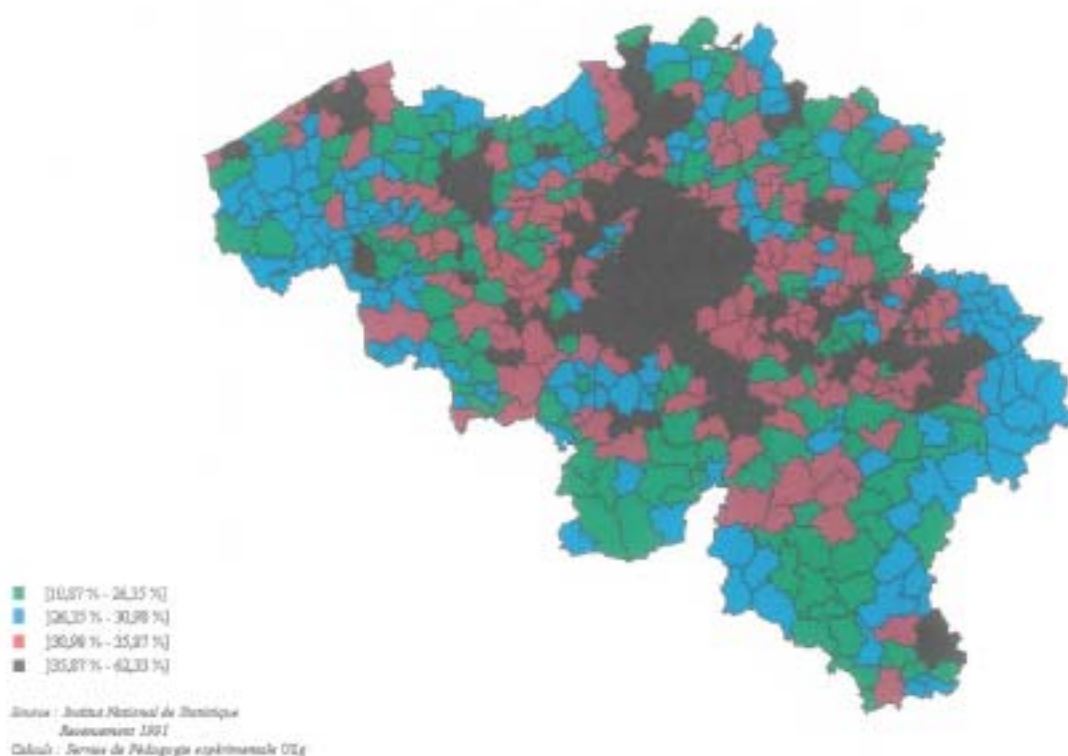 ]10,87 % - 26,35 %]
]26,35 % - 30,98 %]
]30,98 % - 35,87 %]
]35,87 % - 62,33 %]
Source : Institut National de Statistique
Recensement 1991
Calculs : Service de Pédagogie expérimentale ULg